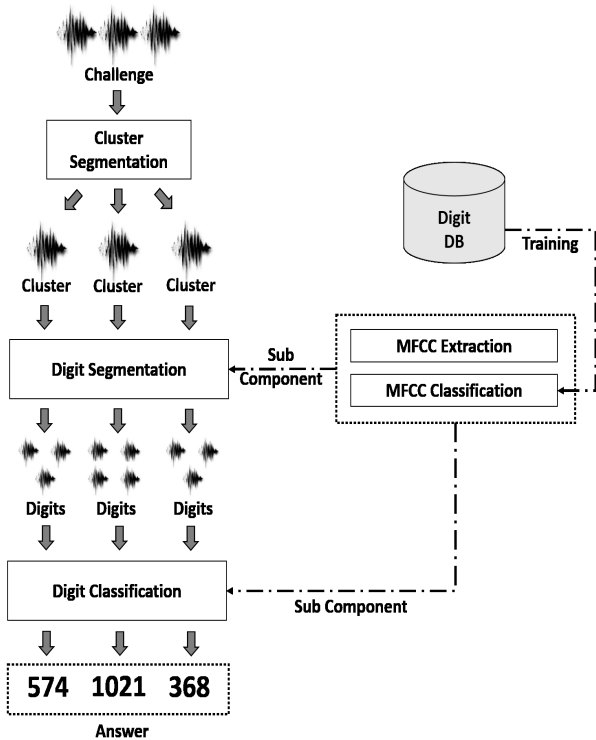 Challenge
Cluster
Segmentation
Digit
DB
Training
Cluster
Cluster
Cluster
MFCC Extraction
Digit Segmentation
Sub
Component
MFCC Classification
Digits
Digits
Digits
Digit Classification
Sub Component
574
1021
368
Answer